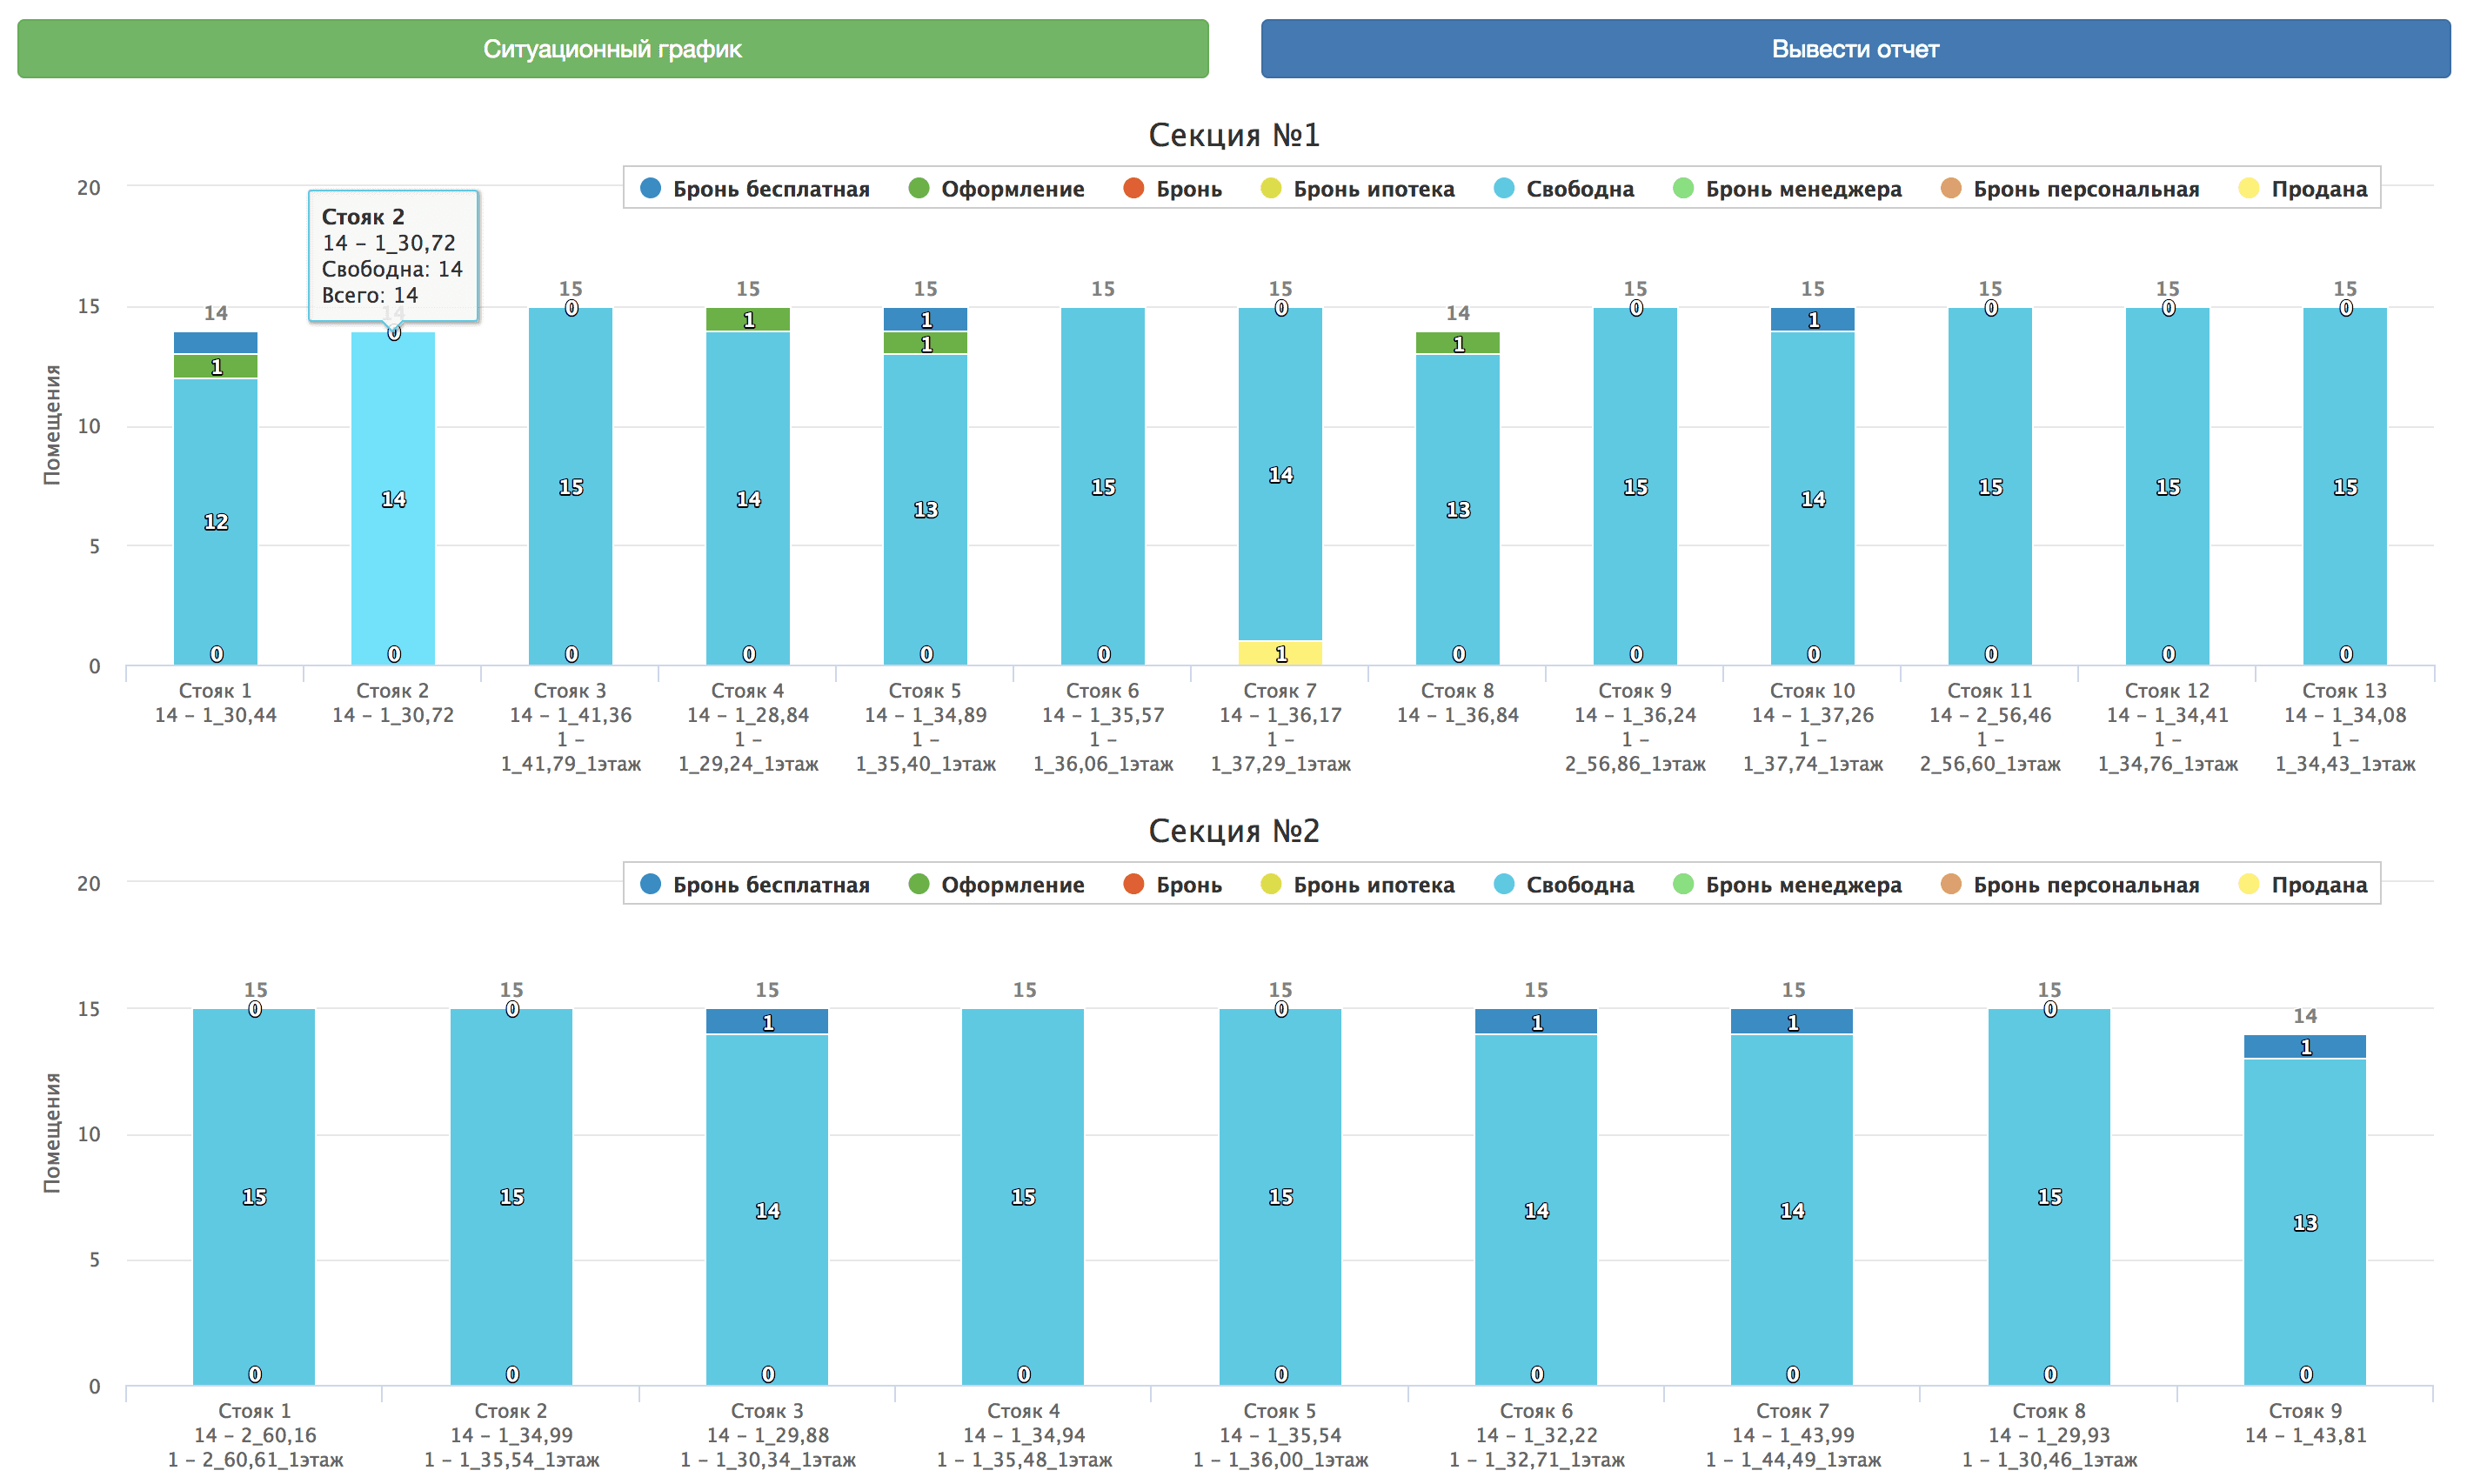 Ситуационный график
Вывести отчет
Секция №1
Бронь бесплатная Оформление Бронь Бронь ипотека Свободна Бронь менеджера Бронь персональная Продана
Помещения
20
15
10
5
0
Стояк 2
14 – 1_30,72
Свободна: 14
Всего: 14
14 14 15 15 15 15 15 14 15 15 15 15 15
0 0 1 1 0 0 1 0 0 0
1 1 1
12 14 15 14 13 15 14 13 15 14 15 15 15
0 0 0 0 0 0 1 0 0 0 0 0 0
Стояк 1 Стояк 2 Стояк 3 Стояк 4 Стояк 5 Стояк 6 Стояк 7 Стояк 8 Стояк 9 Стояк 10 Стояк 11 Стояк 12 Стояк 13
14 – 1_30,44 14 – 1_30,72 14 – 1_41,36 14 – 1_28,84 14 – 1_34,89 14 – 1_35,57 14 – 1_36,17 14 – 1_36,84 14 – 1_36,24 14 – 1_37,26 14 – 2_56,46 14 – 1_34,41 14 – 1_34,08
1 – 1 – 1 – 1 – 1 – 1 – 1 – 1 – 1 – 1 –
1_41,79_1этаж 1_29,24_1этаж 1_35,40_1этаж 1_36,06_1этаж 1_37,29_1этаж 2_56,86_1этаж 1_37,74_1этаж 2_56,60_1этаж 1_34,76_1этаж 1_34,43_1этаж
Секция №2
Бронь бесплатная Оформление Бронь Бронь ипотека Свободна Бронь менеджера Бронь персональная Продана
Помещения
20
15
10
5
0
15 15 15 15 15 15 15 15 14
0 0 1 0 1 1 0 1
15 15 14 15 15 14 14 15 13
0 0 0 0 0 0 0 0 0
Стояк 1 Стояк 2 Стояк 3 Стояк 4 Стояк 5 Стояк 6 Стояк 7 Стояк 8 Стояк 9
14 – 2_60,16 14 – 1_34,99 14 – 1_29,88 14 – 1_34,94 14 – 1_35,54 14 – 1_32,22 14 – 1_43,99 14 – 1_29,93 14 – 1_43,81
1 – 2_60,61_1этаж 1 – 1_35,54_1этаж 1 – 1_30,34_1этаж 1 – 1_35,48_1этаж 1 – 1_36,00_1этаж 1 – 1_32,71_1этаж 1 – 1_44,49_1этаж 1 – 1_30,46_1этаж